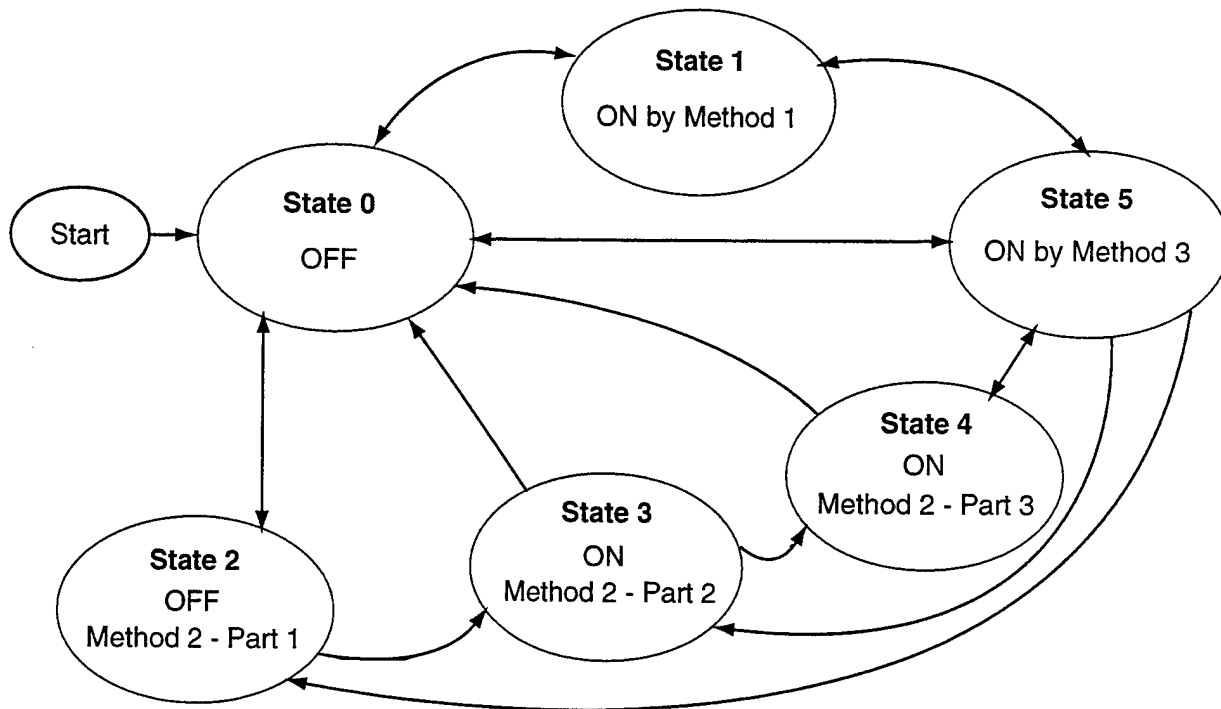 State 1
ON by Method 1
State 0
OFF
Start
State 5
ON by Method 3
State 4
ON
Method 2 - Part 3
State 3
ON
Method 2 - Part 2
State 2
OFF
Method 2 - Part 1